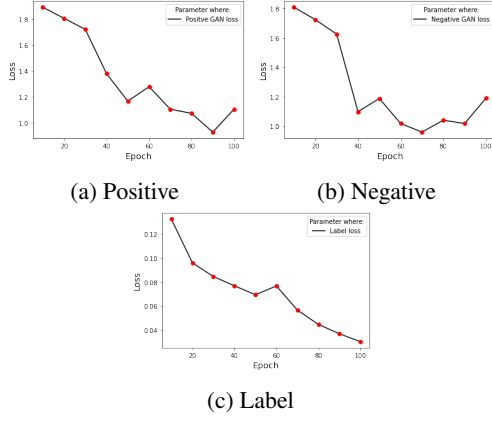 Parameter where:
Positve GAN loss
Loss
1.8
1.6
1.4
1.2
1.0
20 40 60 80 100
Epoch
(a) Positive
Parameter where:
Negative GAN loss
Loss
1.8
1.6
1.4
1.2
1.0
20 40 60 80 100
Epoch
(b) Negative
Parameter where:
Label loss
Loss
0.12
0.10
0.08
0.06
0.04
20 40 60 80 100
Epoch
(c) Label